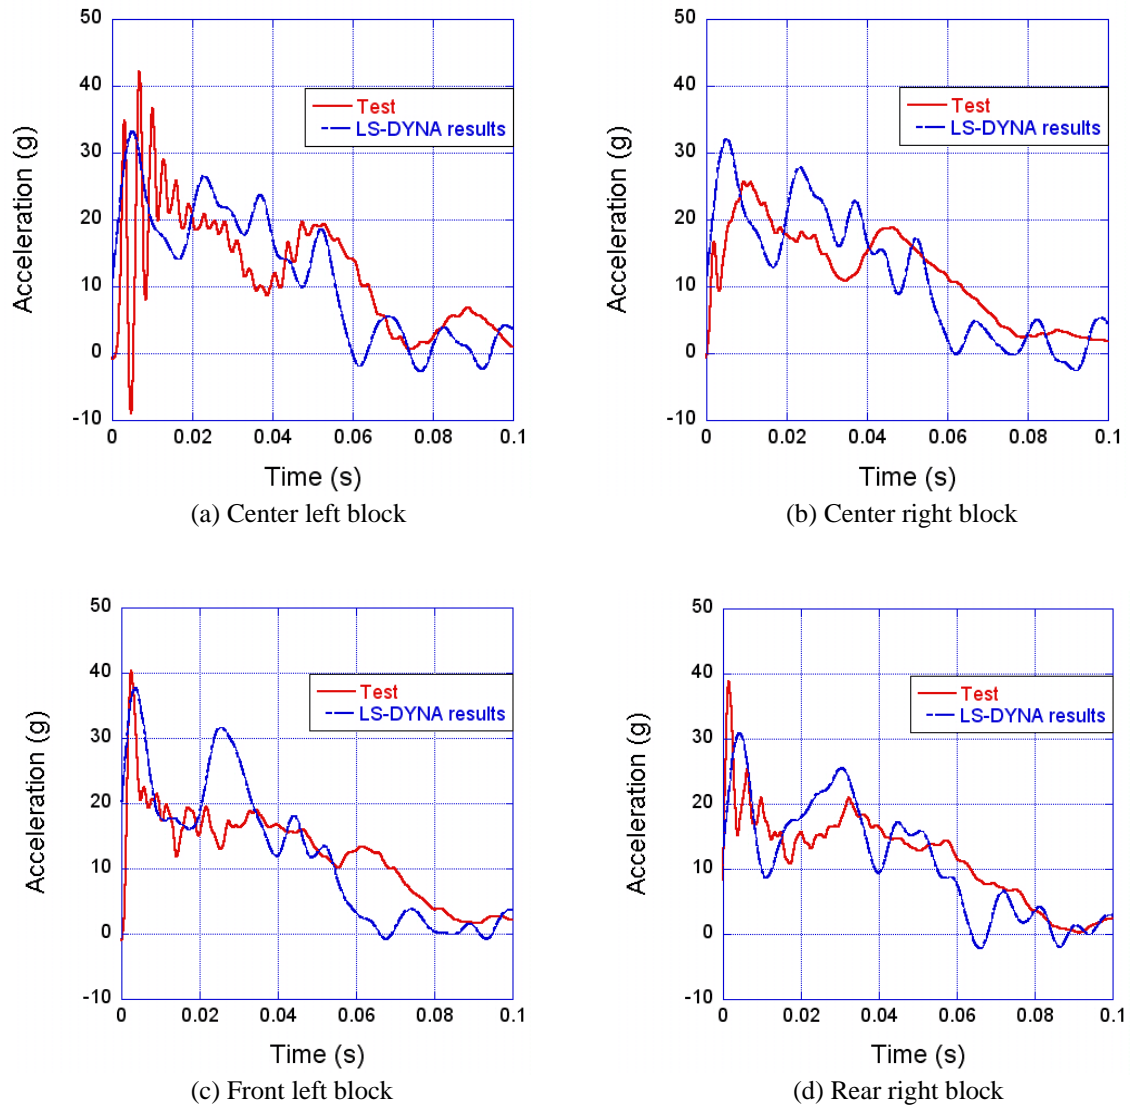 50
40
30
20
10
0
-10
Acceleration (g)
Test
LS-DYNA results
0 0.02 0.04 0.06 0.08 0.1
Time (s)
(a) Center left block
50
40
30
20
10
0
-10
Acceleration (g)
Test
LS-DYNA results
0 0.02 0.04 0.06 0.08 0.1
Time (s)
(b) Center right block
50
40
30
20
10
0
-10
Acceleration (g)
Test
LS-DYNA results
0 0.02 0.04 0.06 0.08 0.1
Time (s)
(c) Front left block
50
40
30
20
10
0
-10
Acceleration (g)
Test
LS-DYNA results
0 0.02 0.04 0.06 0.08 0.1
Time (s)
(d) Rear right block